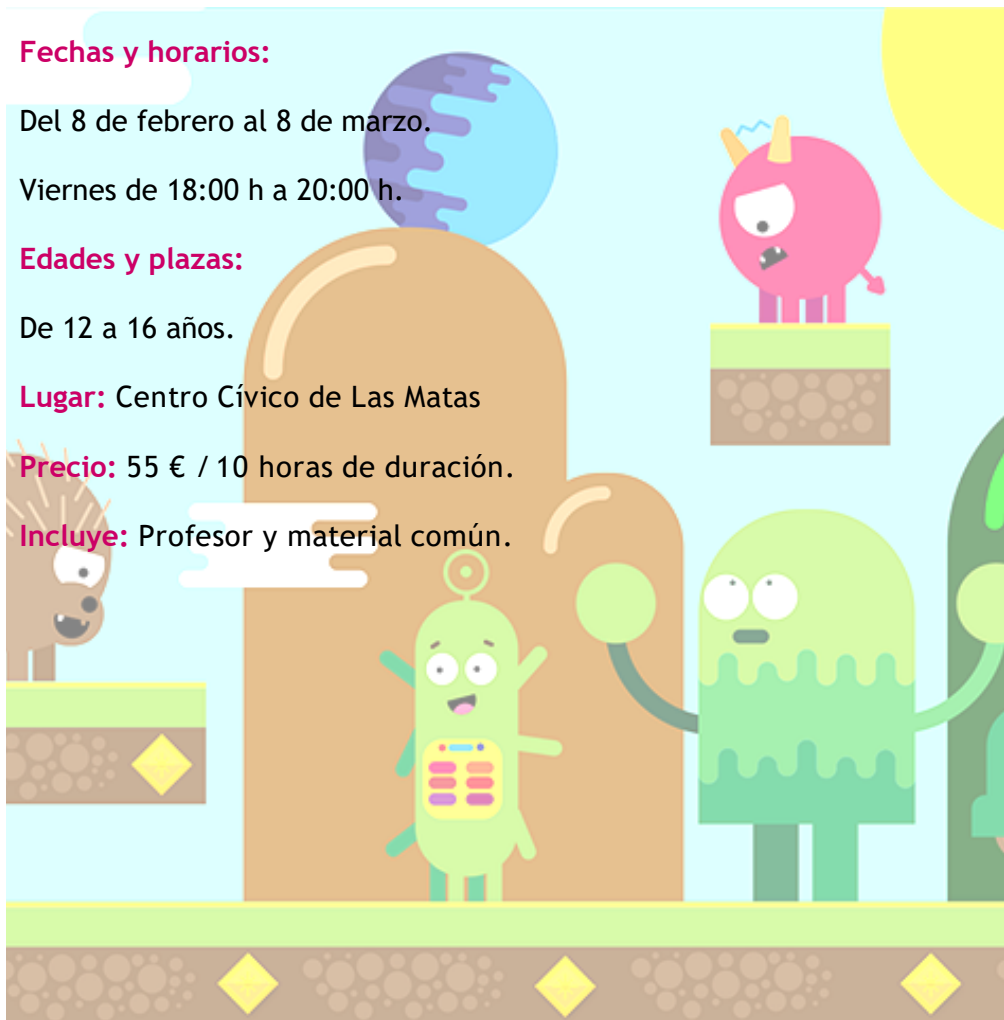 Fechas y horarios:
Del 8 de febrero al 8 de marzo.
Viernes de 18:00 h a 20:00 h.
Edades y plazas:
De 12 a 16 años.
Lugar: Centro Cívico de Las Matas
Precio: 55 € / 10 horas de duración.
Incluye: Profesor y material común.